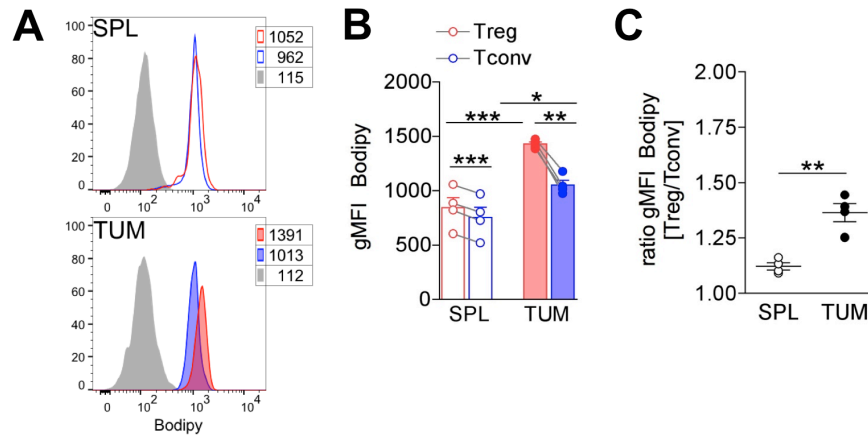 A
SPL
100
80
60
40
20
0
1052
962
115
0 10² 10³ 10⁴
TUM
100
80
60
40
20
0
1391
1013
112
0 10² 10³ 10⁴
Bodipy
B
Treg
Tconv
gMFI Bodipy
2000
1500
1000
500
0
*
***
**
***
SPL TUM
C
ratio gMFI Bodipy
[Treg/Tconv]
2.00
1.75
1.50
1.25
1.00
**
SPL TUM